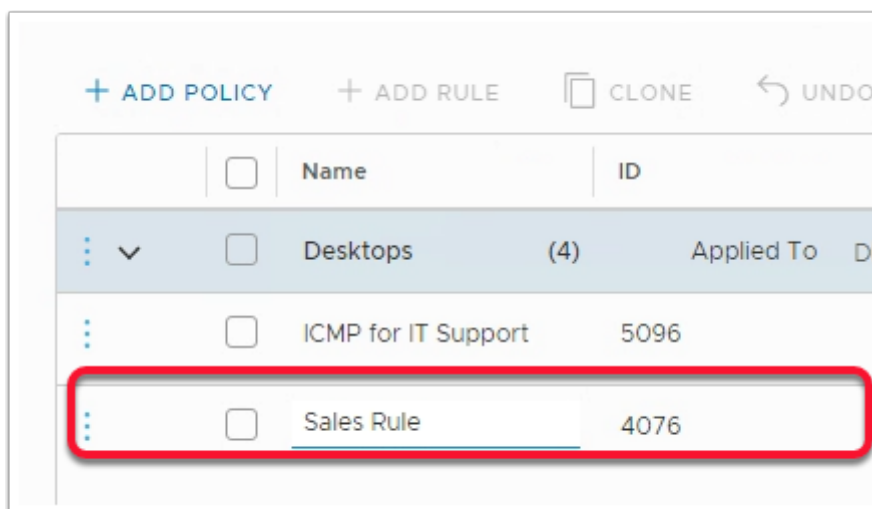 + ADD POLICY + ADD RULE CLONE UNDO
Name ID
Desktops (4) Applied To D
ICMP for IT Support 5096
Sales Rule 4076